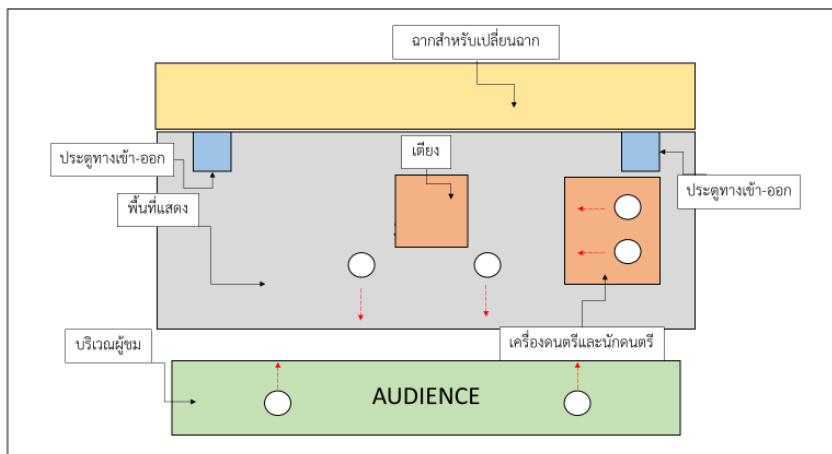 ฉากสำหรับเปลี่ยนฉาก
ประตูทางเข้า-ออก
เตียง
ประตูทางเข้า-ออก
พื้นที่แสดง
บริเวณผู้ชม
เครื่องดนตรีและนักดนตรี
AUDIENCE